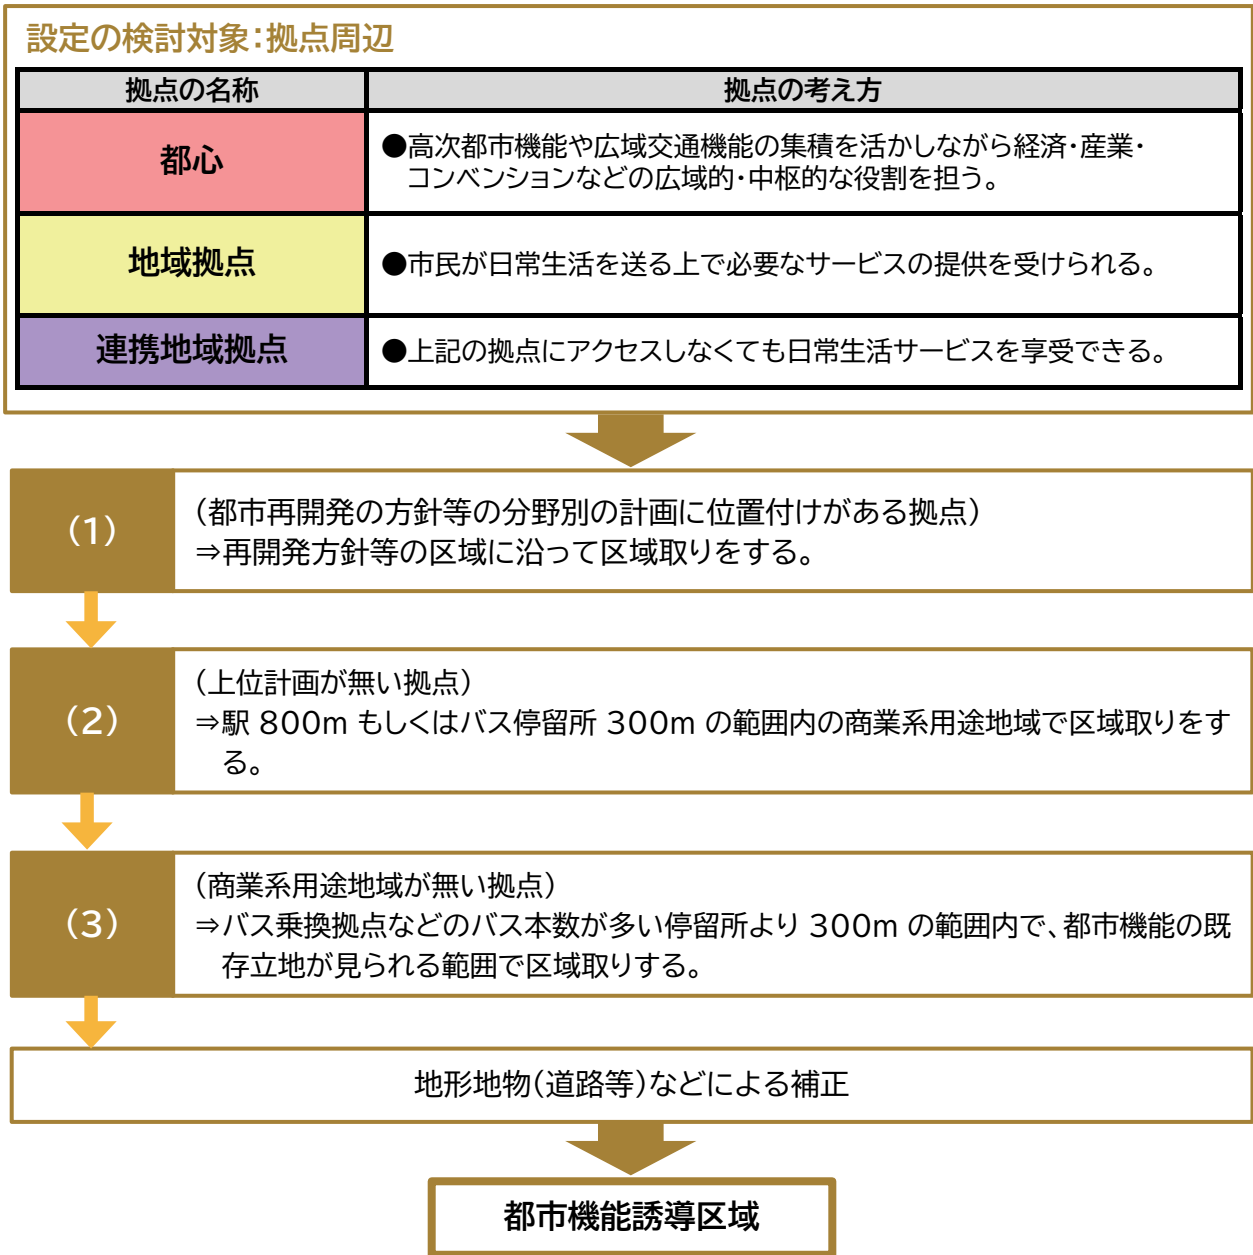 設定の検討対象：拠点周辺
拠点の名称
拠点の考え方
都心
●高次都市機能や広域交通機能の集積を活かしながら経済・産業・
コンベンションなどの広域的・中枢的な役割を担う。
地域拠点
●市民が日常生活を送る上で必要なサービスの提供を受けられる。
連携地域拠点
●上記の拠点にアクセスしなくても日常生活サービスを享受できる。
（1）
（都市再開発の方針等の分野別の計画に位置付けがある拠点）
⇒再開発方針等の区域に沿って区域取りをする。
（2）
（上位計画が無い拠点）
⇒駅 800m もしくはバス停留所 300m の範囲内の商業系用途地域で区域取りをす
る。
（3）
（商業系用途地域が無い拠点）
⇒バス乗換拠点などのバス本数が多い停留所より 300m の範囲内で、都市機能の既
存立地が見られる範囲で区域取りする。
地形地物（道路等）などによる補正
都市機能誘導区域